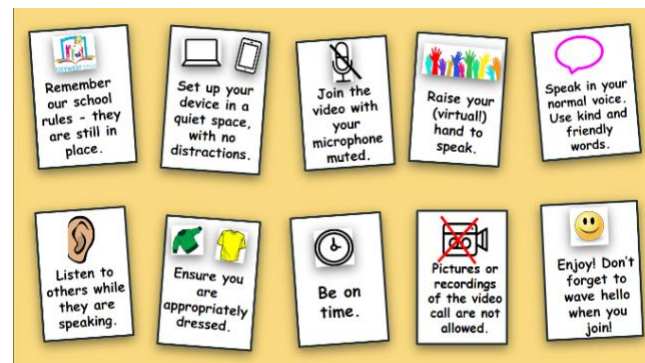 Remember
our school
rules - they
are still in
place.
Set up your
device in a
quiet space,
with no
distractions.
Join the
video with
your
microphone
muted.
Raise your
(virtual!)
hand to
speak.
Speak in your
normal voice.
Use kind and
friendly
words.
Listen to
others while
they are
speaking.
Ensure you
are
appropriately
dressed.
Be on
time.
Pictures or
recordings
of the video
call are not
allowed.
Enjoy! Don't
forget to
wave hello
when you
join!